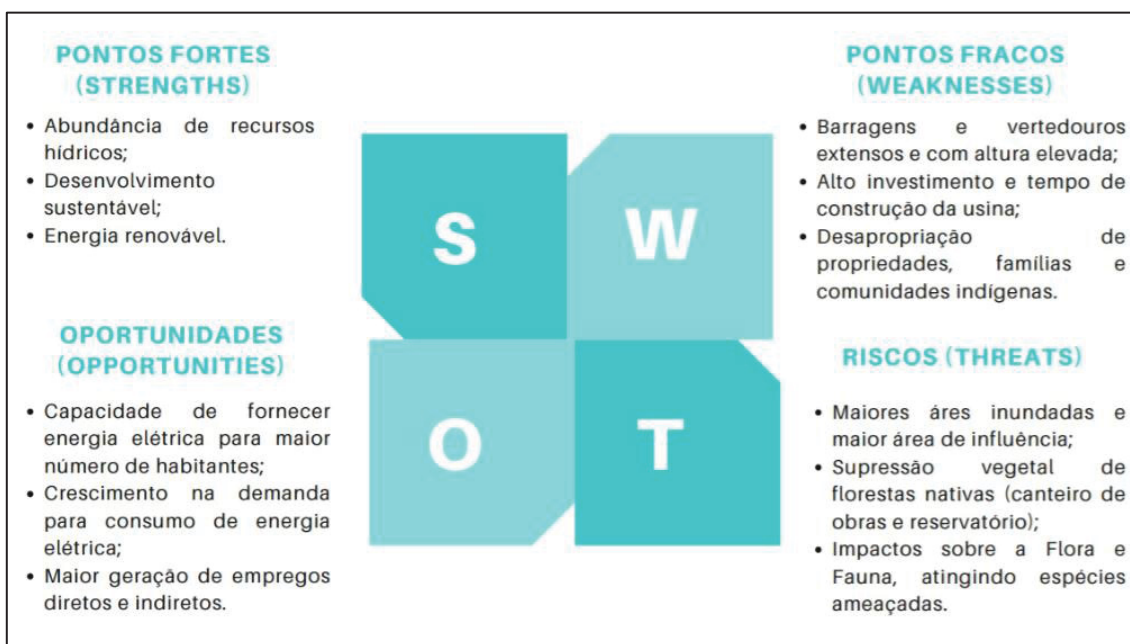 PONTOS FORTES
(STRENGTHS)
• Abundância de recursos
hídricos;
• Desenvolvimento
sustentável;
• Energia renovável.
PONTOS FRACOS
(WEAKNESSES)
• Barragens e vertedouros
extensos e com altura elevada;
• Alto investimento e tempo de
construção da usina;
• Desapropriação de
propriedades, famílias e
comunidades indígenas.
S
W
O
T
OPORTUNIDADES
(OPPORTUNITIES)
• Capacidade de fornecer
energia elétrica para maior
número de habitantes;
• Crescimento na demanda
para consumo de energia
elétrica;
• Maior geração de empregos
diretos e indiretos.
RISCOS (THREATS)
• Maiores áres inundadas e
maior área de influência;
• Supressão vegetal de
florestas nativas (canteiro de
obras e reservatório);
• Impactos sobre a Flora e
Fauna, atingindo espécies
ameaçadas.